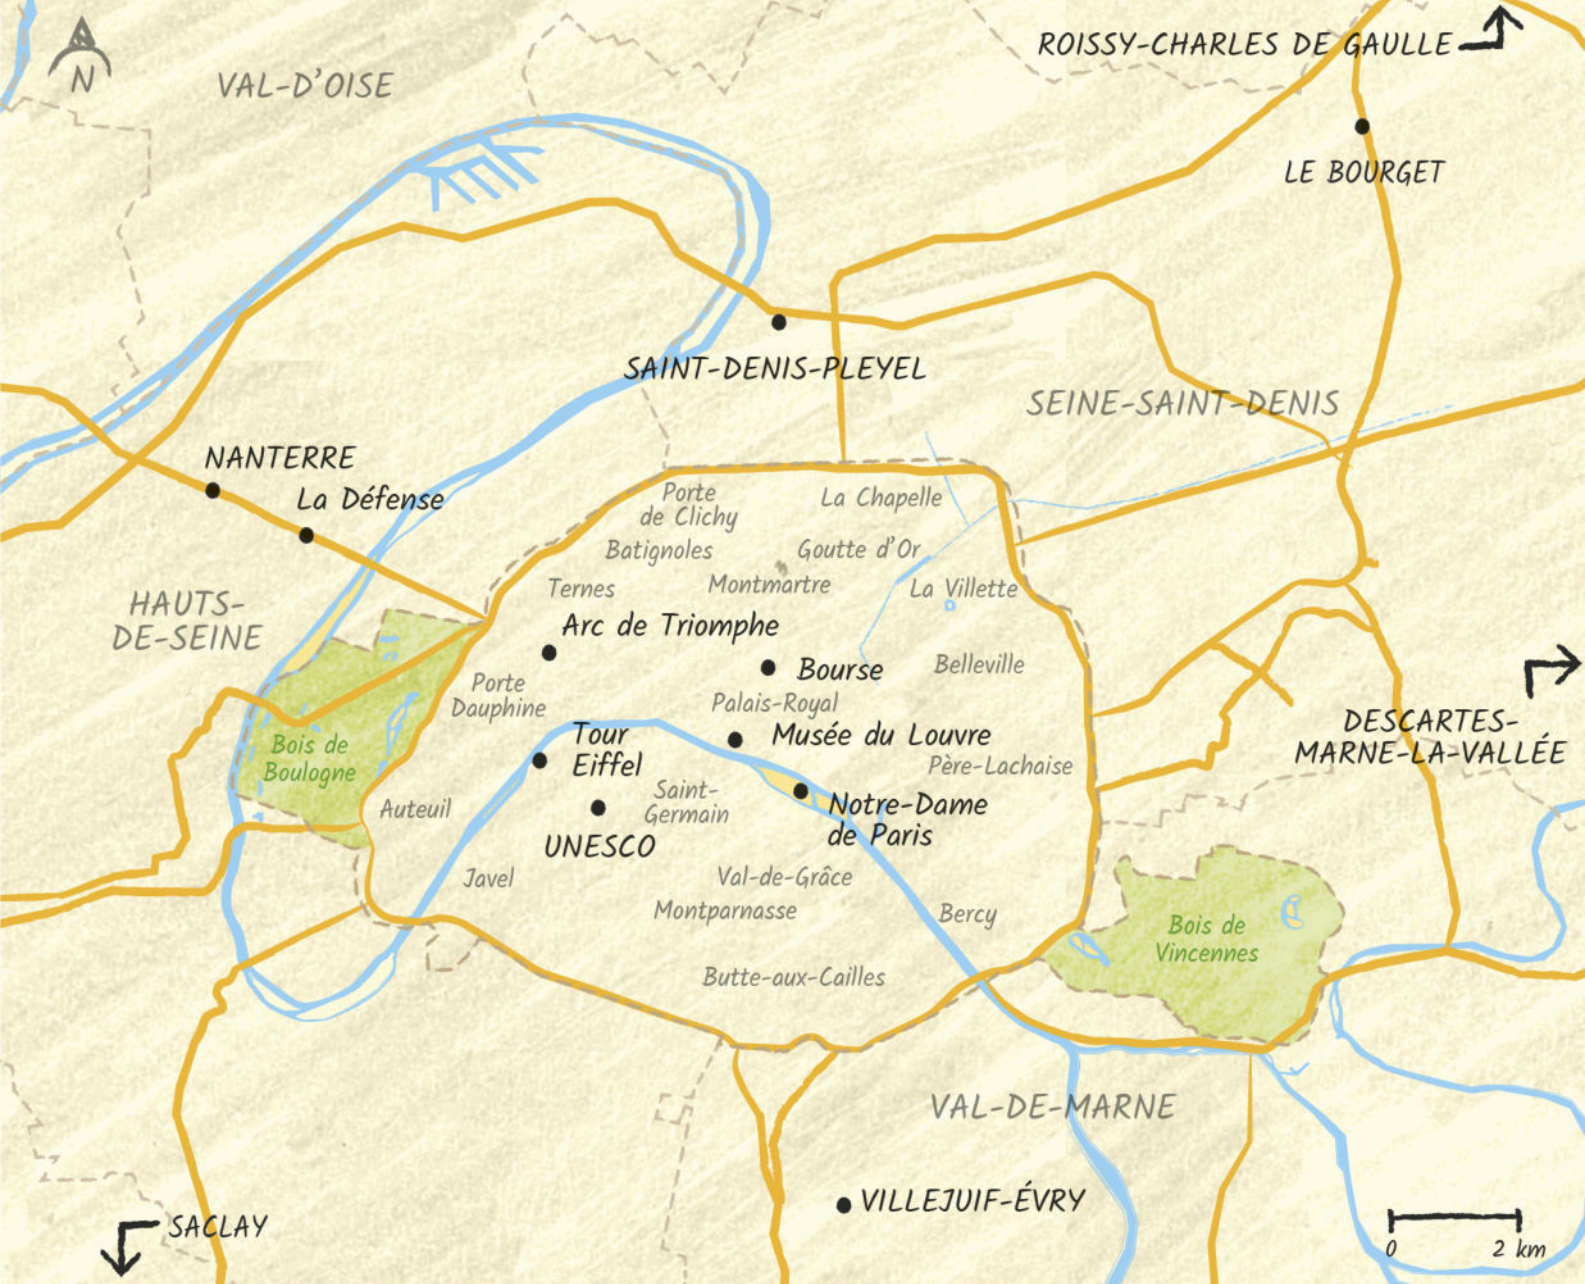 ROISSY-CHARLES DE GAULLE
N
VAL-D'OISE
LE BOURGET
SAINT-DENIS-PLEYEL
SEINE-SAINT-DENIS
NANTERRE
La Défense
Porte
de Clichy
La Chapelle
Batignoles
Goutte d'Or
Ternes
Montmartre
La Villette
HAUTS-
DE-SEINE
Arc de Triomphe
Bourse
Belleville
Porte
Dauphine
Palais-Royal
DESCARTES-
MARNE-LA-VALLÉE
Bois de
Boulogne
Tour
Eiffel
Musée du Louvre
Père-Lachaise
Auteuil
Saint-
Germain
Notre-Dame
de Paris
UNESCO
Javel
Val-de-Grâce
Montparnasse
Bercy
Bois de
Vincennes
Butte-aux-Cailles
VAL-DE-MARNE
VILLEJUIF-ÉVRY
SACLAY
0 2 km